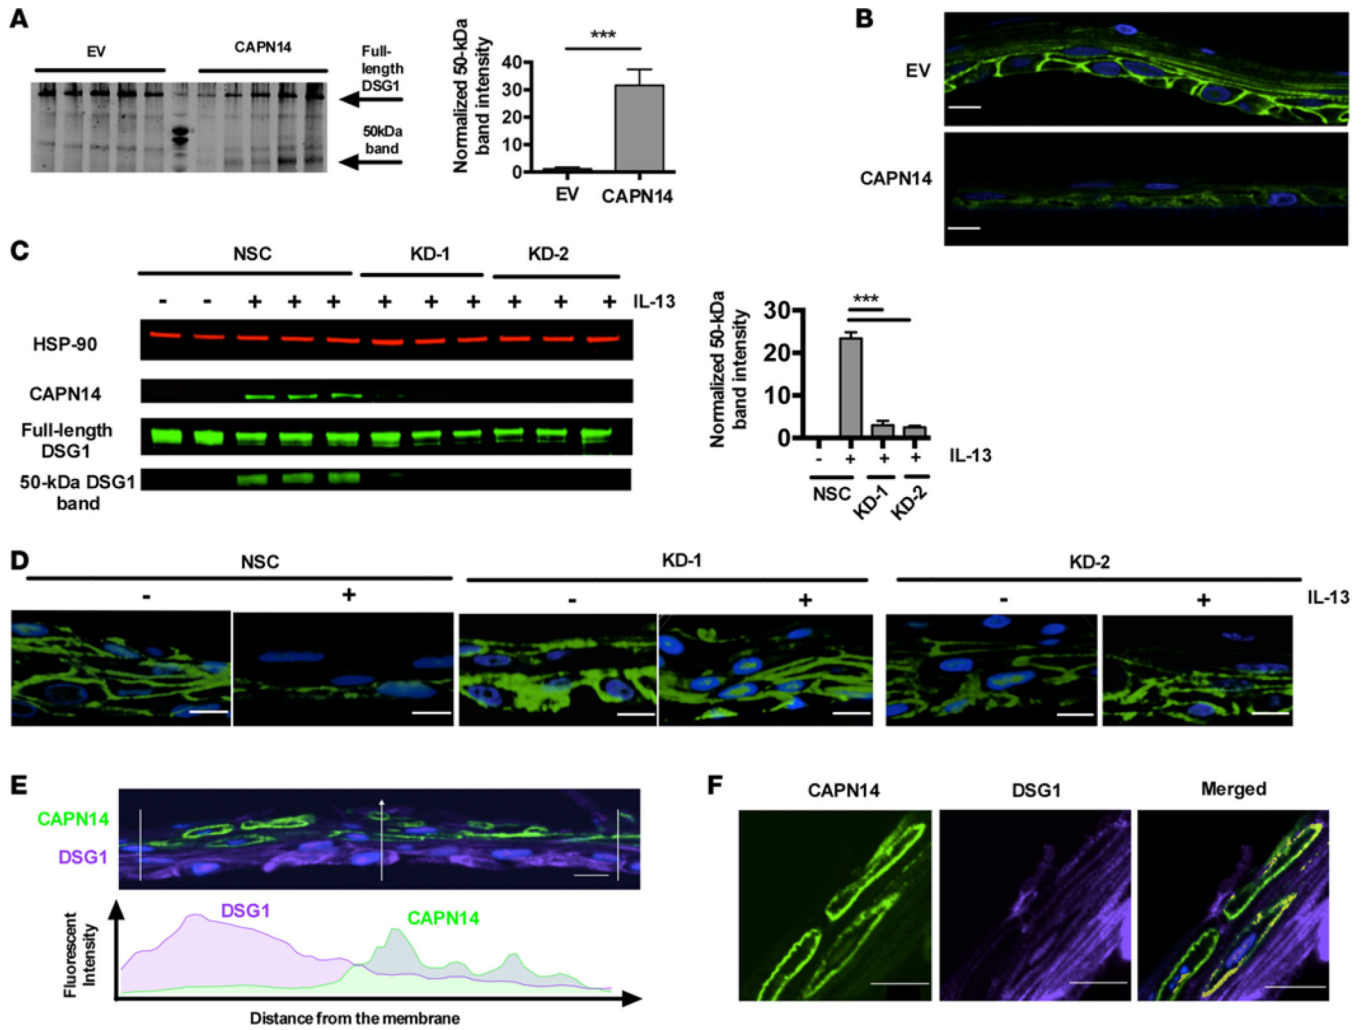 A
EV
CAPN14
Full-
length
DSG1
50kDa
band
Normalized 50-kDa
band intensity
***
40
30
20
10
0
EV
CAPN14
B
EV
CAPN14
C
NSC
KD-1
KD-2
- - + + + + + + + + + IL-13
HSP-90
CAPN14
Full-length
DSG1
50-kDa DSG1
band
Normalized 50-kDa
band intensity
***
30
20
10
0
- + + + IL-13
NSC
KD-1
KD-2
D
NSC
KD-1
KD-2
- + - + - + IL-13
E
CAPN14
DSG1
Fluorescent
Intensity
DSG1
CAPN14
Distance from the membrane
F
CAPN14
DSG1
Merged